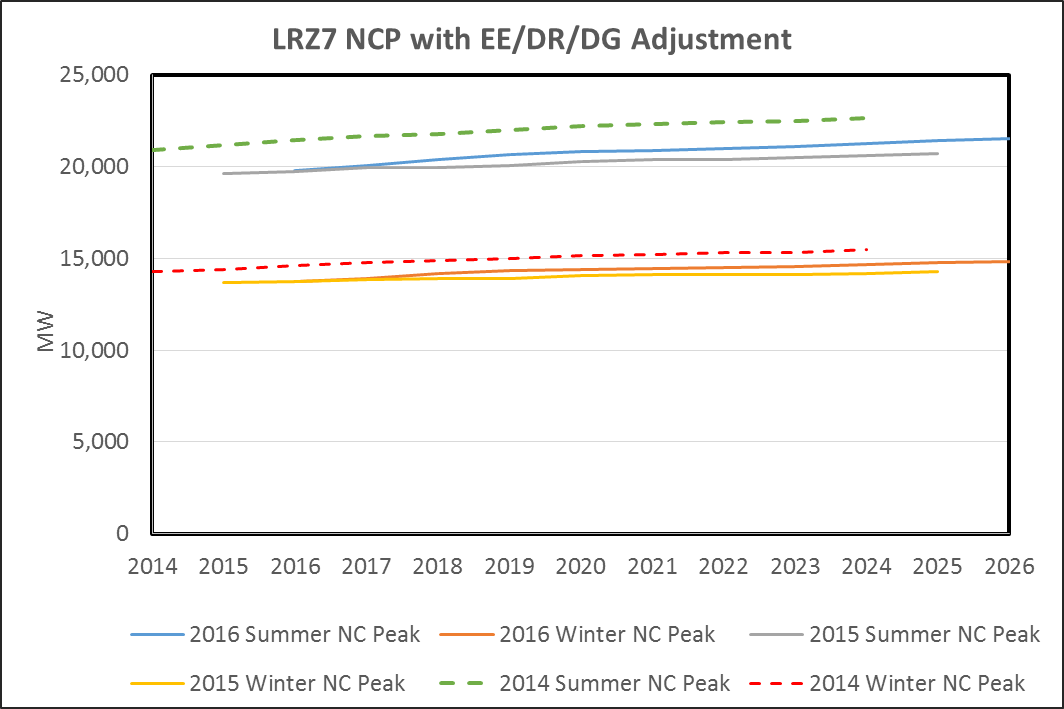 LRZ7 NCP with EE/DR/DG Adjustment
25,000
20,000
15,000
10,000
5,000
0
MW
2014 2015 2016 2017 2018 2019 2020 2021 2022 2023 2024 2025 2026
2016 Summer NC Peak 2016 Winter NC Peak 2015 Summer NC Peak
2015 Winter NC Peak 2014 Summer NC Peak 2014 Winter NC Peak